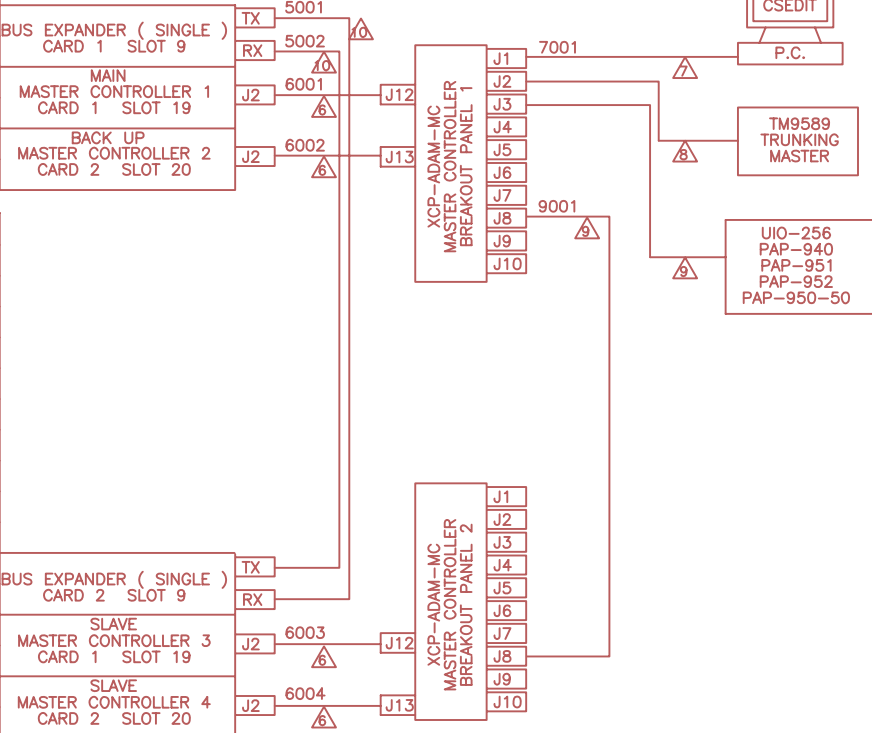 BUS EXPANDER ( SINGLE )
CARD 1 SLOT 9
TX
5001
10
RX
5002
10
MAIN
MASTER CONTROLLER 1
CARD 1 SLOT 19
J2
6001
6
J12
BACK UP
MASTER CONTROLLER 2
CARD 2 SLOT 20
J2
6002
6
J13
XCP-ADAM-MC
MASTER CONTROLLER
BREAKOUT PANEL 1
J1
J2
J3
J4
J5
J6
J7
J8
J9
J10
7001
7
CSEDIT
P.C.
8
TM9589
TRUNKING
MASTER
9001
9
9
UIO-256
PAP-940
PAP-951
PAP-952
PAP-950-50
BUS EXPANDER ( SINGLE )
CARD 2 SLOT 9
TX
RX
SLAVE
MASTER CONTROLLER 3
CARD 1 SLOT 19
J2
6003
6
J12
SLAVE
MASTER CONTROLLER 4
CARD 2 SLOT 20
J2
6004
6
J13
XCP-ADAM-MC
MASTER CONTROLLER
BREAKOUT PANEL 2
J1
J2
J3
J4
J5
J6
J7
J8
J9
J10